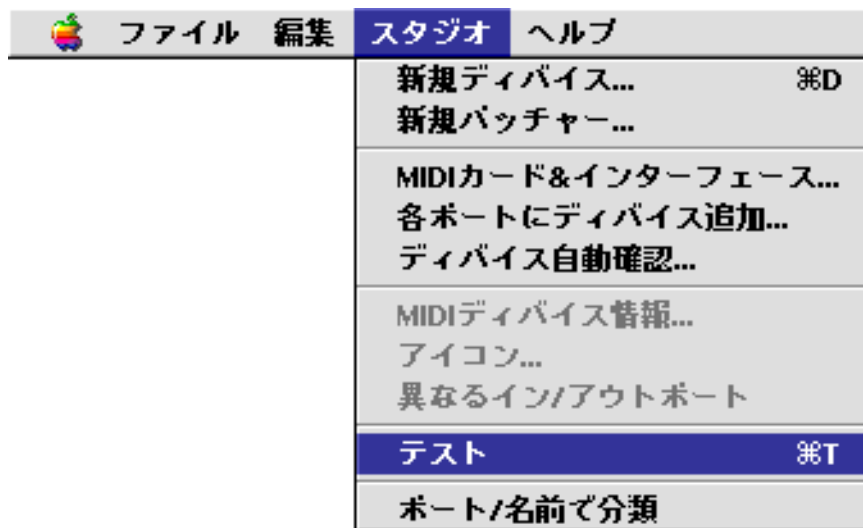 ファイル 編集 スタジオ ヘルプ
新規ディバイス... ⌘D
新規パッチャー...
MIDIカード&インターフェース...
各ポートにディバイス追加...
ディバイス自動確認...
MIDIディバイス情報...
アイコン...
異なるイン/アウトポート
テスト ⌘T
ポート/名前で分類